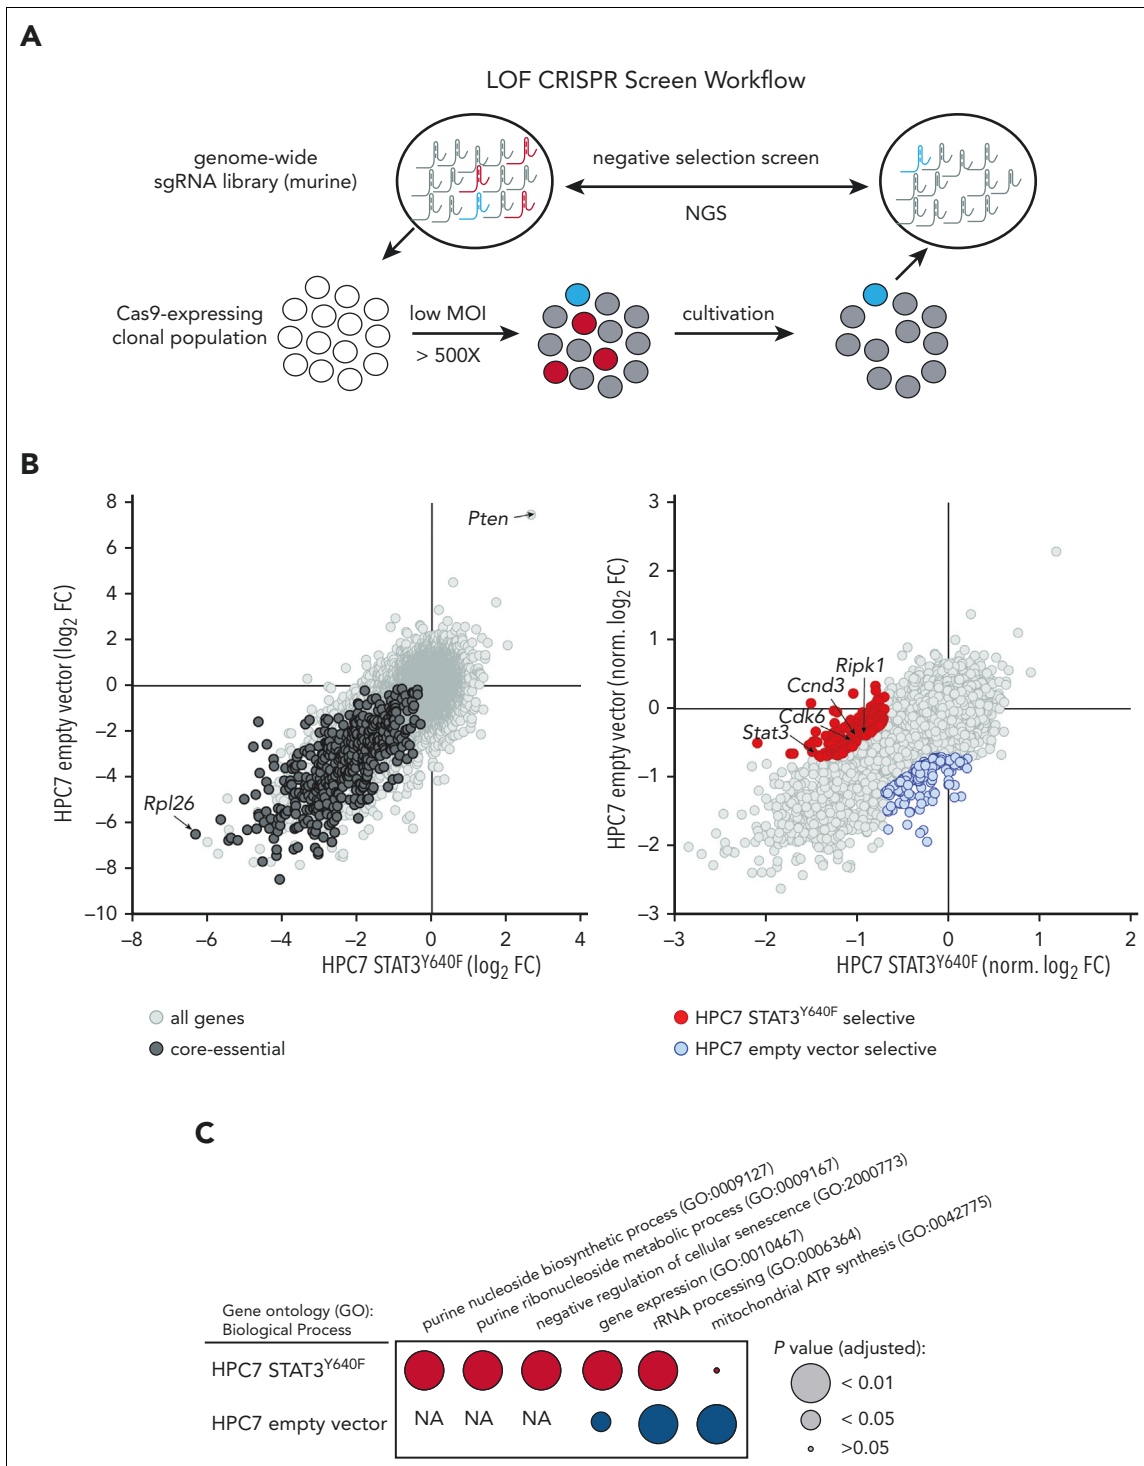 A
LOF CRISPR Screen Workflow
genome-wide
sgRNA library (murine)
negative selection screen
NGS
Cas9-expressing
clonal population
low MOI
> 500X
cultivation
B
8
6
4
2
0
–2
–4
–6
–8
–10
–8
–6
–4
–2
0
2
4
HPC7 empty vector (log2 FC)
HPC7 STAT3Y640F (log2 FC)
Pten
Rpl26
all genes
core-essential
3
2
1
0
–1
–2
–3
–3
–2
–1
0
1
2
HPC7 empty vector (norm. log2 FC)
HPC7 STAT3Y640F (norm. log2 FC)
Ripk1
Ccnd3
Cdk6
Stat3
HPC7 STAT3Y640F selective
HPC7 empty vector selective
C
purine nucleoside biosynthetic process (GO:0009127)
purine ribonucleoside metabolic process (GO:0009167)
negative regulation of cellular senescence (GO:2000773)
gene expression (GO:0010467)
rRNA processing (GO:0006364)
mitochondrial ATP synthesis (GO:0042775)
Gene ontology (GO):
Biological Process
HPC7 STAT3Y640F
HPC7 empty vector
NA NA NA
P value (adjusted):
< 0.01
< 0.05
>0.05